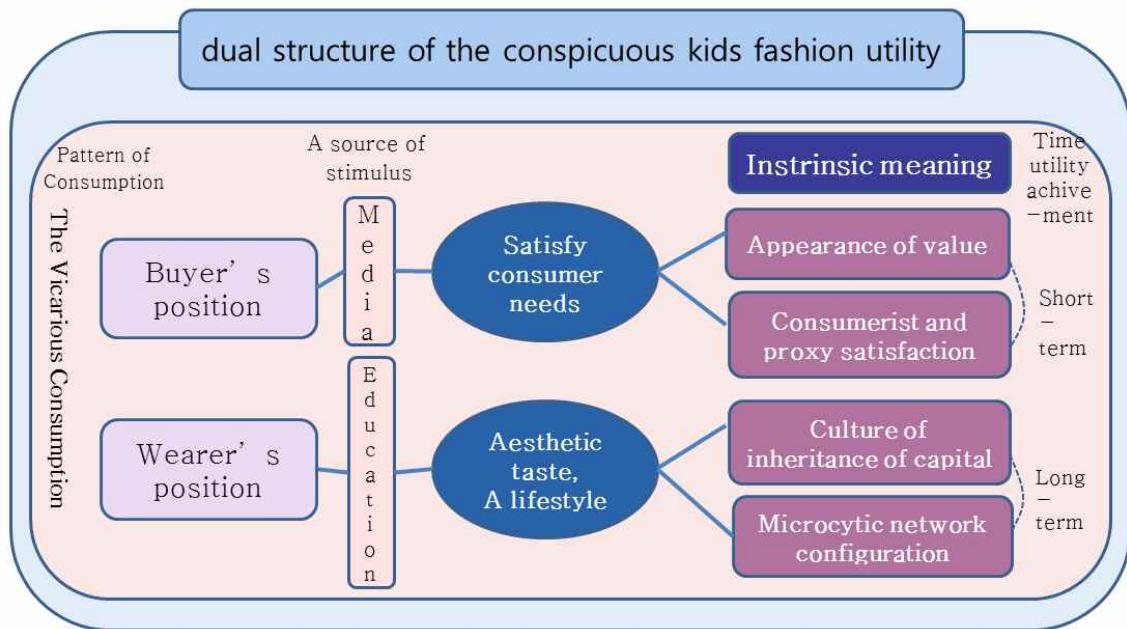 dual structure of the conspicuous kids fashion utility
Pattern of
Consumption
A source of
stimulus
Instrinsic meaning
Time
utility
achive
-ment
The Vicarious Consumption
Buyer's
position
Media
Satisfy
consumer
needs
Appearance of value
Consumerist and
proxy satisfaction
Short
–
term
Wearer's
position
Education
Aesthetic
taste,
A lifestyle
Culture of
inheritance of capital
Microcytic network
configuration
Long
–
term